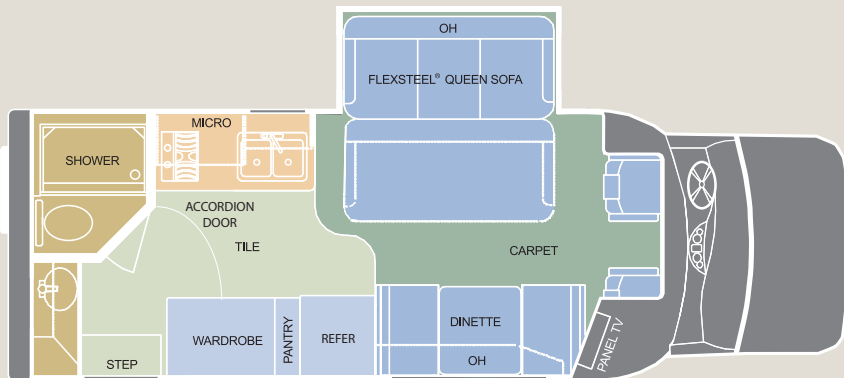 OH
FLEXSTEEL® QUEEN SOFA
MICRO
SHOWER
ACCORDION
DOOR
TILE
CARPET
WARDROBE
PANTRY
REFER
DINETTE
OH
PANEL TV
STEP